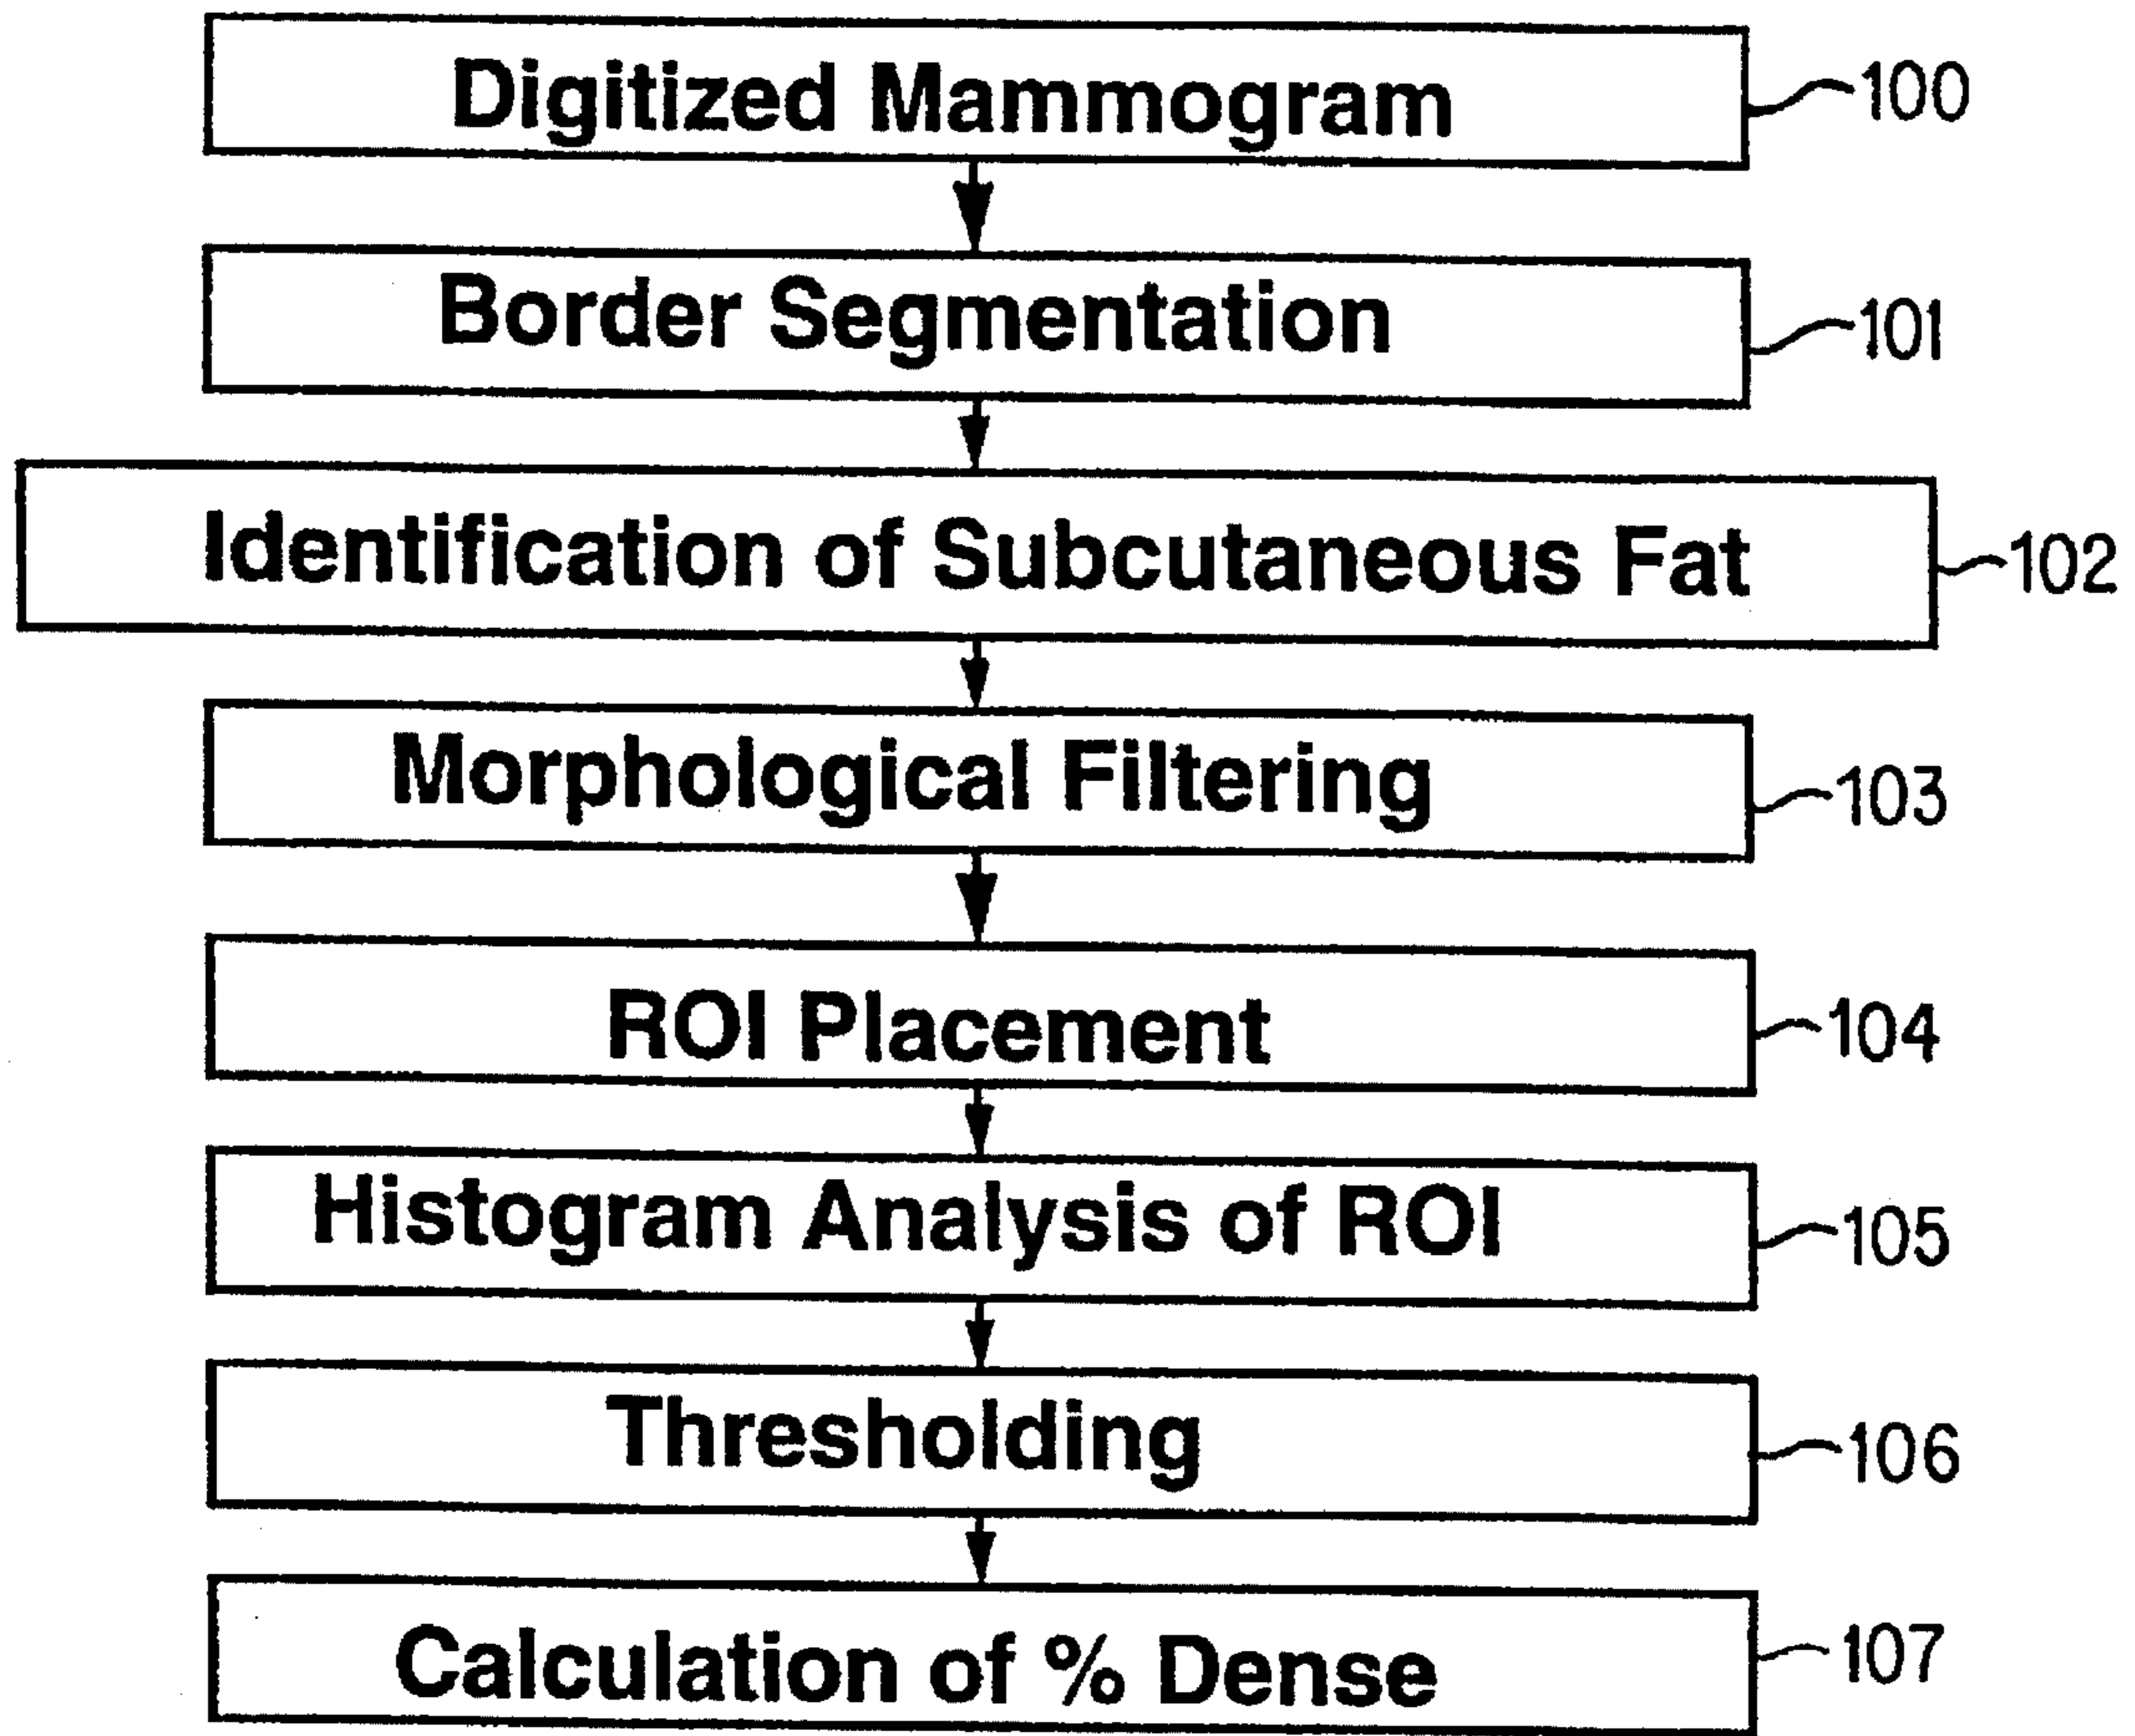 Digitized Mammogram 100
Border Segmentation 101
Identification of Subcutaneous Fat 102
Morphological Filtering 103
ROI Placement 104
Histogram Analysis of ROI 105
Thresholding 106
Calculation of % Dense 107